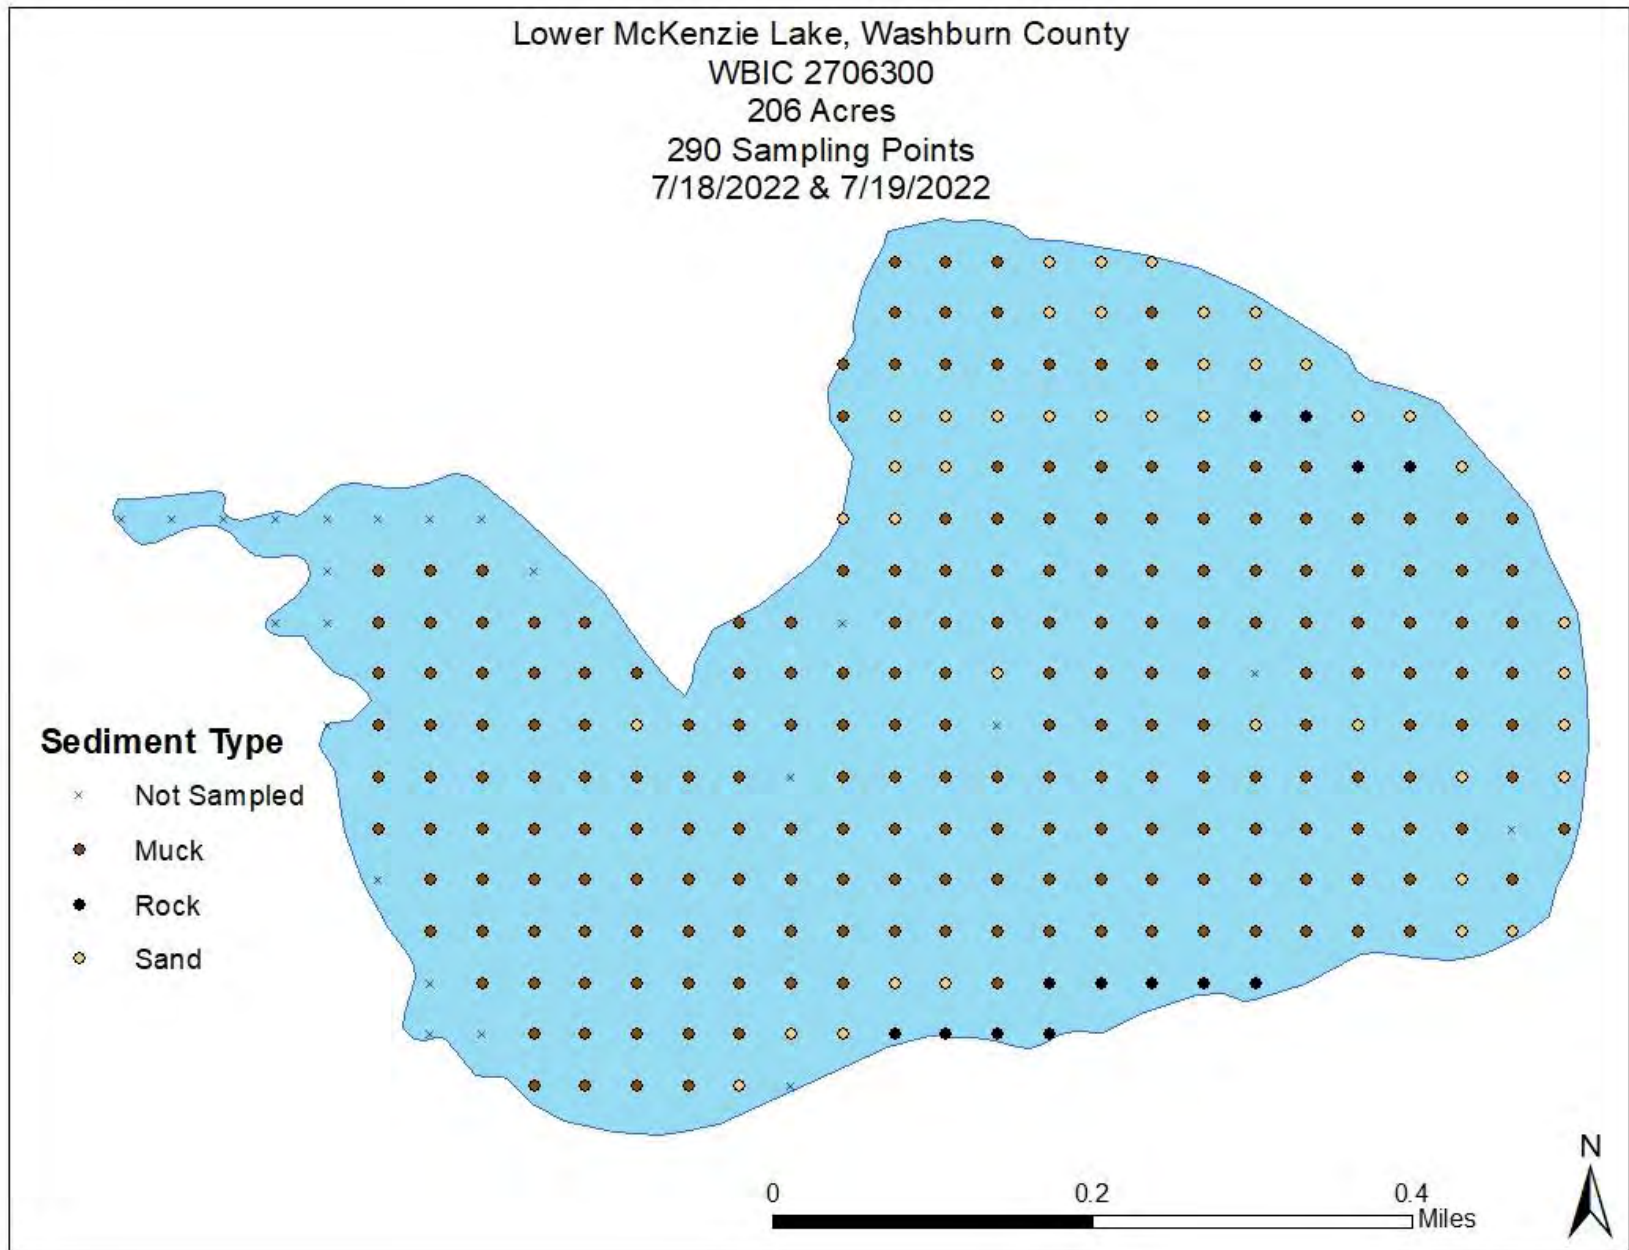 Lower McKenzie Lake, Washburn County
WBIC 2706300
206 Acres
290 Sampling Points
7/18/2022 & 7/19/2022
Sediment Type
Not Sampled
Muck
Rock
Sand
N
0 0.2 0.4
Miles